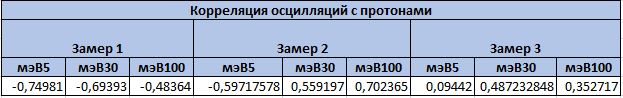 Корреляция осцилляций с протонами
Замер 1 Замер 2 Замер 3
мэВ5 мэВ30 мэВ100 мэВ5 мэВ30 мэВ100 мэВ5 мэВ30 мэВ100
-0,74981 -0,69393 -0,48364 -0,59717578 0,559197 0,702365 0,09442 0,487232848 0,352717